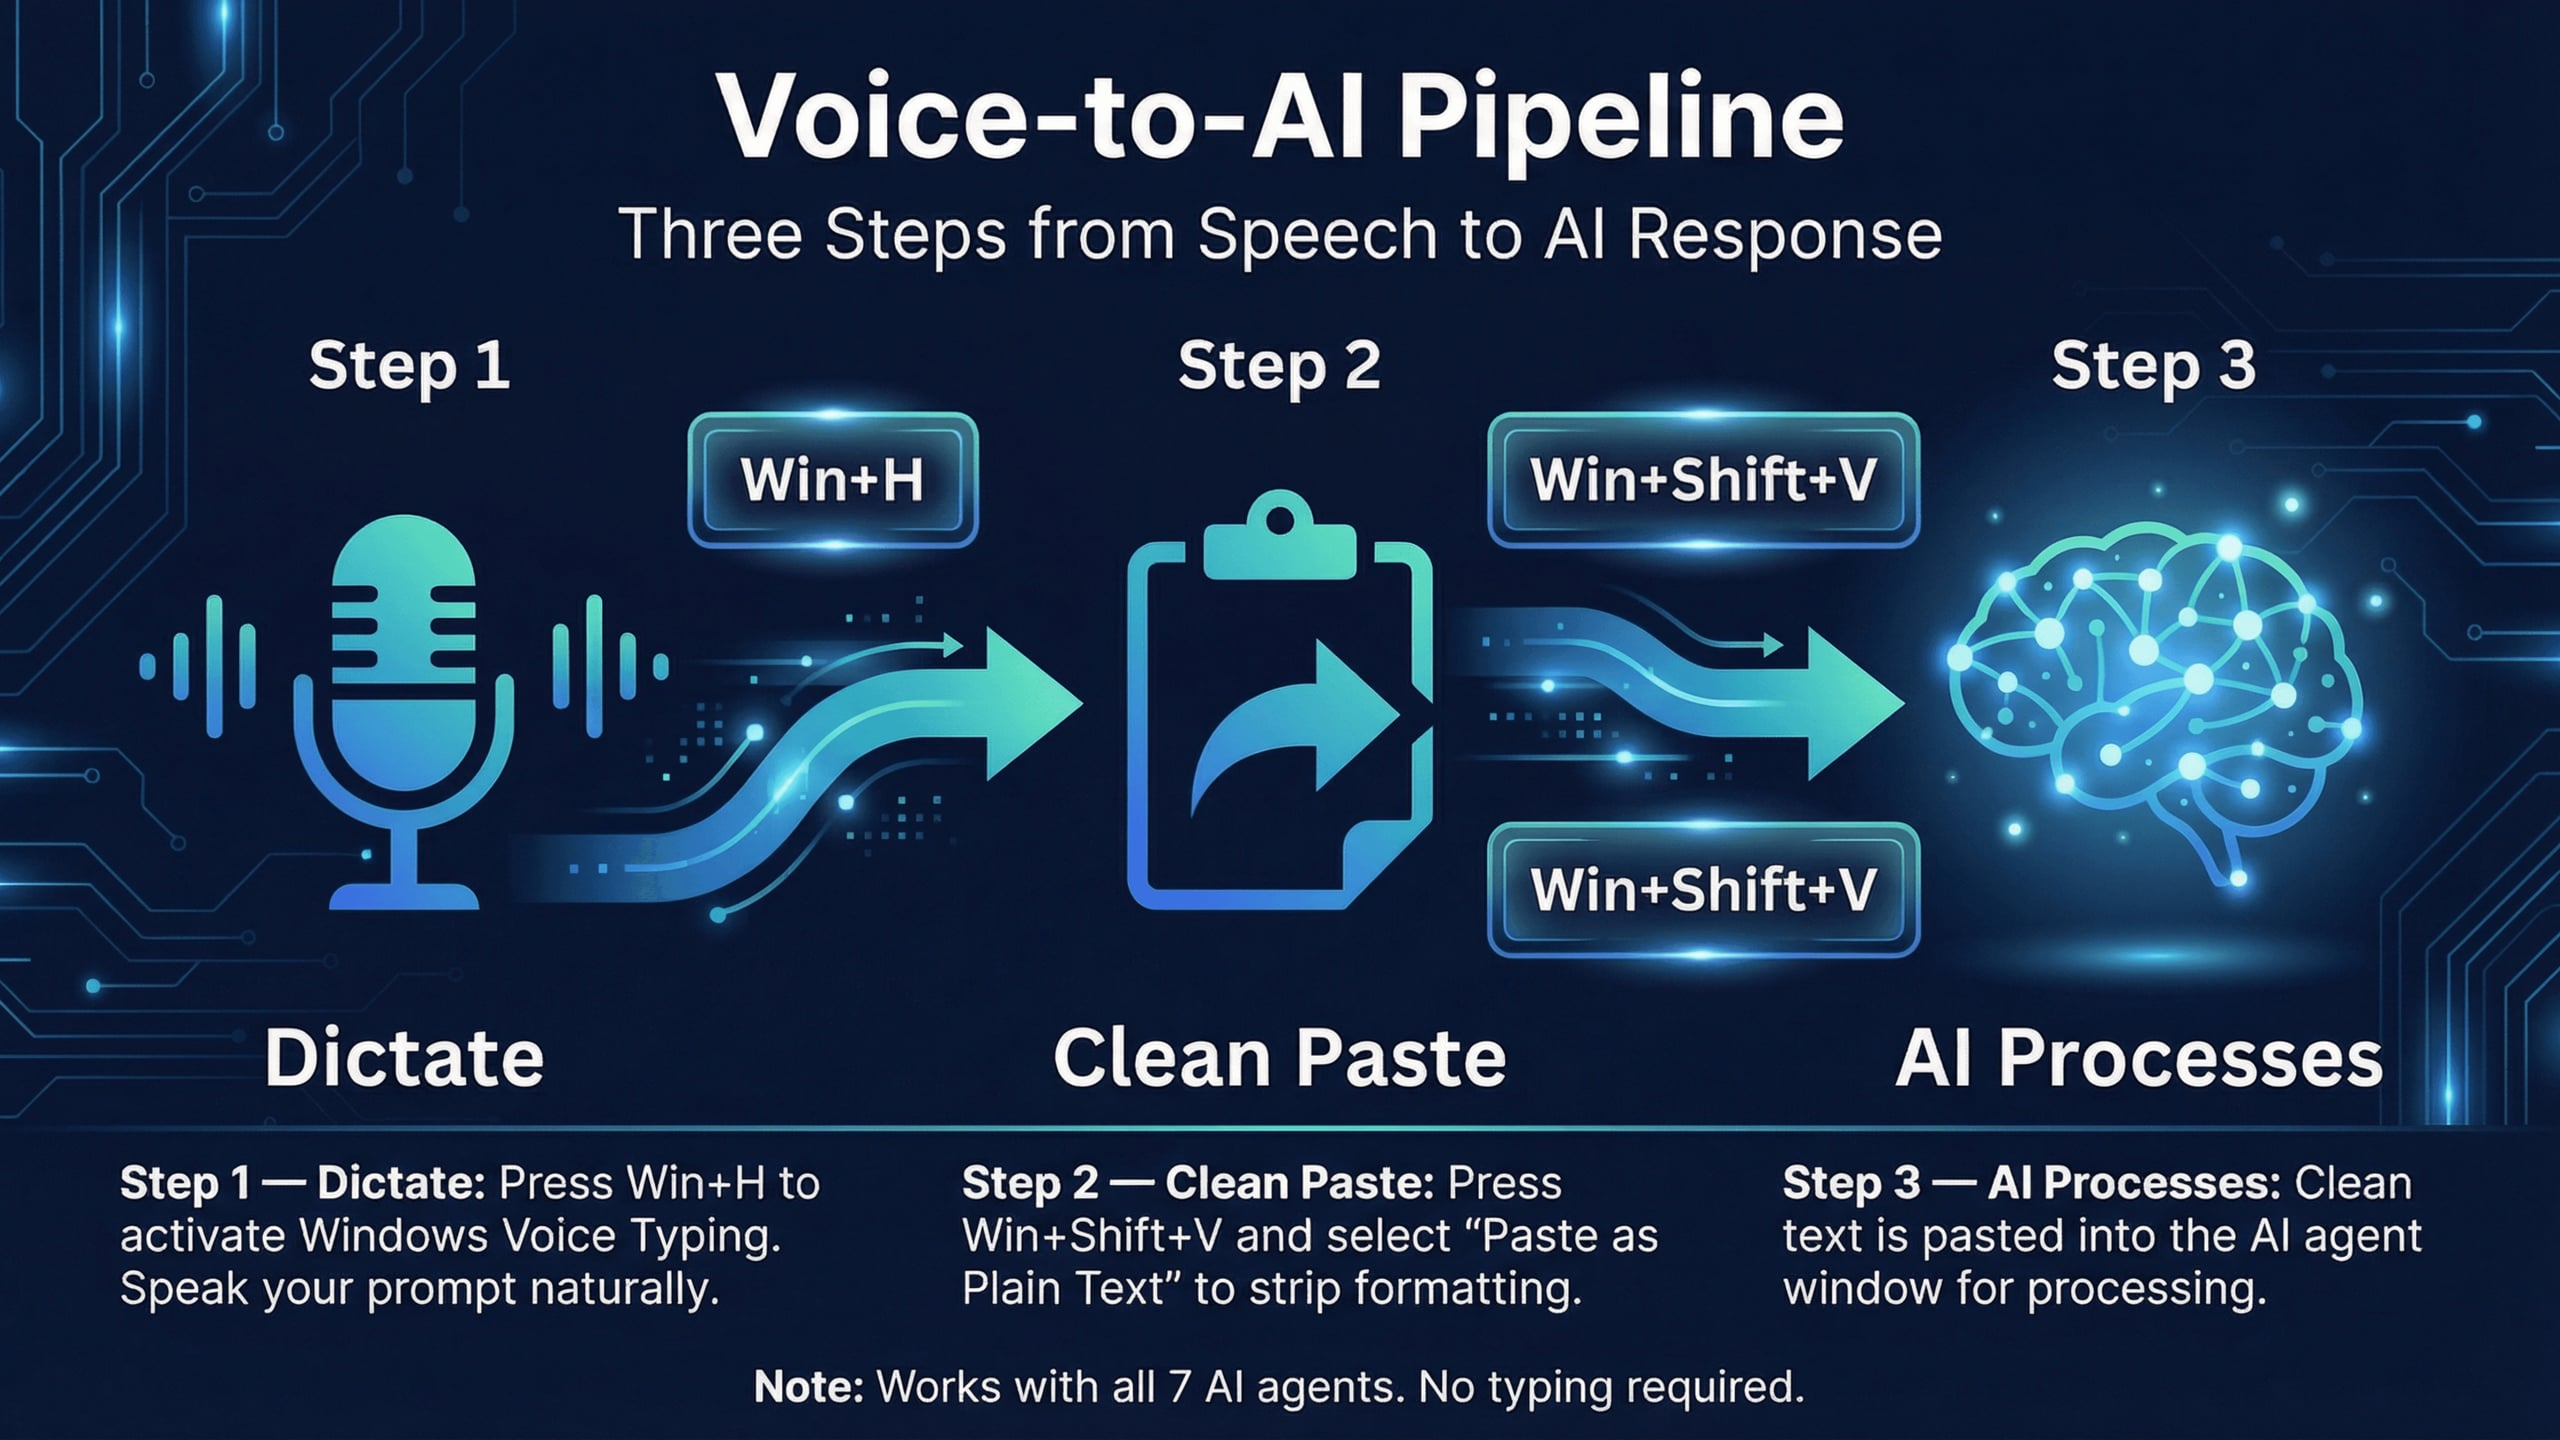 Voice-to-AI Pipeline
Three Steps from Speech to AI Response
Step 1
Step 2
Step 3
Win+H
Win+Shift+V
Win+Shift+V
Dictate
Clean Paste
AI Processes
Step 1 — Dictate: Press Win+H to
activate Windows Voice Typing.
Speak your prompt naturally.
Step 2 — Clean Paste: Press
Win+Shift+V and select “Paste as
Plain Text” to strip formatting.
Step 3 — AI Processes: Clean
text is pasted into the AI agent
window for processing.
Note: Works with all 7 AI agents. No typing required.